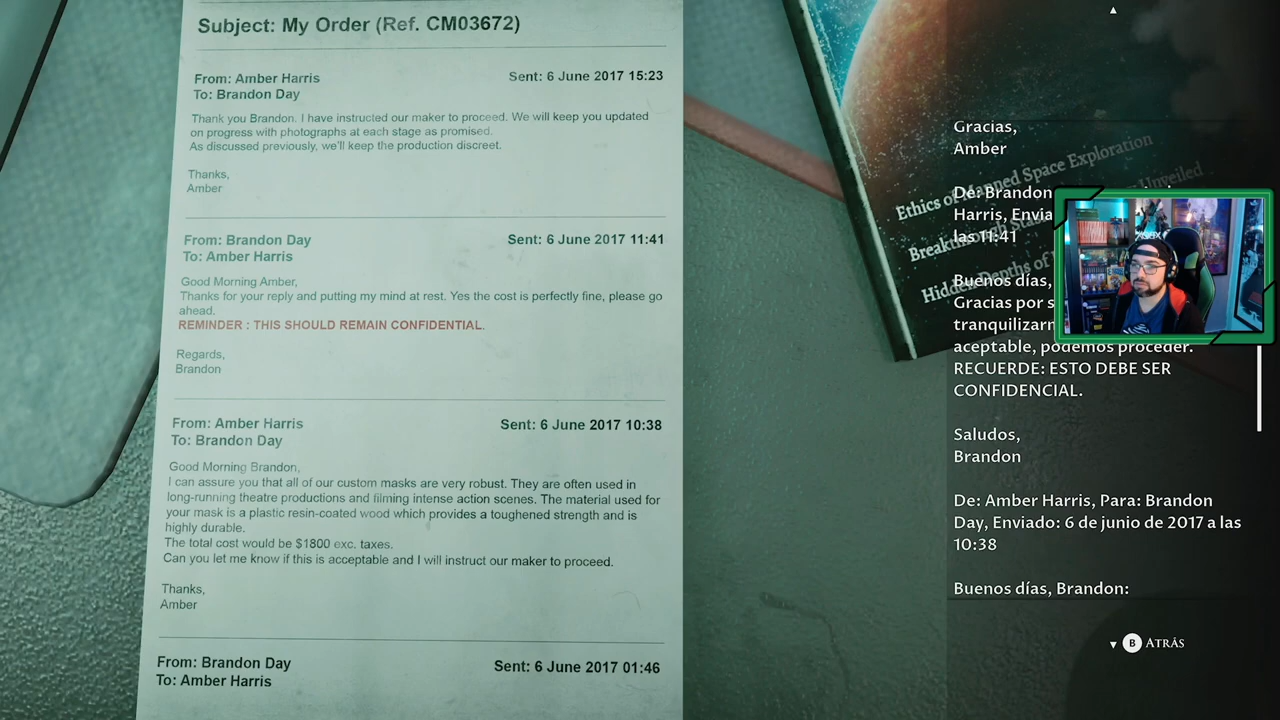 Subject: My Order (Ref. CM03672)
From: Amber Harris
Sent: 6 June 2017 15:23
To: Brandon Day
Thank you Brandon. I have instructed our maker to proceed. We will keep you updated
on progress with photographs at each stage as promised.
As discussed previously, we'll keep the production discreet.
Thanks,
Amber
From: Brandon Day
Sent: 6 June 2017 11:41
To: Amber Harris
Good Morning Amber,
Thanks for your reply and putting my mind at rest. Yes the cost is perfectly fine, please go
ahead.
REMINDER : THIS SHOULD REMAIN CONFIDENTIAL.
Regards,
Brandon
From: Amber Harris
Sent: 6 June 2017 10:38
To: Brandon Day
Good Morning Brandon,
I can assure you that all of our custom masks are very robust. They are often used in
long-running theatre productions and filming intense action scenes. The material used for
your mask is a plastic resin-coated wood which provides a toughened strength and is
highly durable.
The total cost would be $1800 exc. taxes.
Can you let me know if this is acceptable and I will instruct our maker to proceed.
Thanks,
Amber
From: Brandon Day
Sent: 6 June 2017 01:46
To: Amber Harris
Ethics of Manned Space Exploration
Breakthrough
Unveiled
Hidden Depths of
Gracias,
Amber
De: Brandon
Harris, Envia
las 11:41
Buenos días,
Gracias por s
tranquilizarm
aceptable, podemos proceder.
RECUERDE: ESTO DEBE SER
CONFIDENCIAL.
Saludos,
Brandon
De: Amber Harris, Para: Brandon
Day, Enviado: 6 de junio de 2017 a las
10:38
Buenos días, Brandon:
B ATRÁS